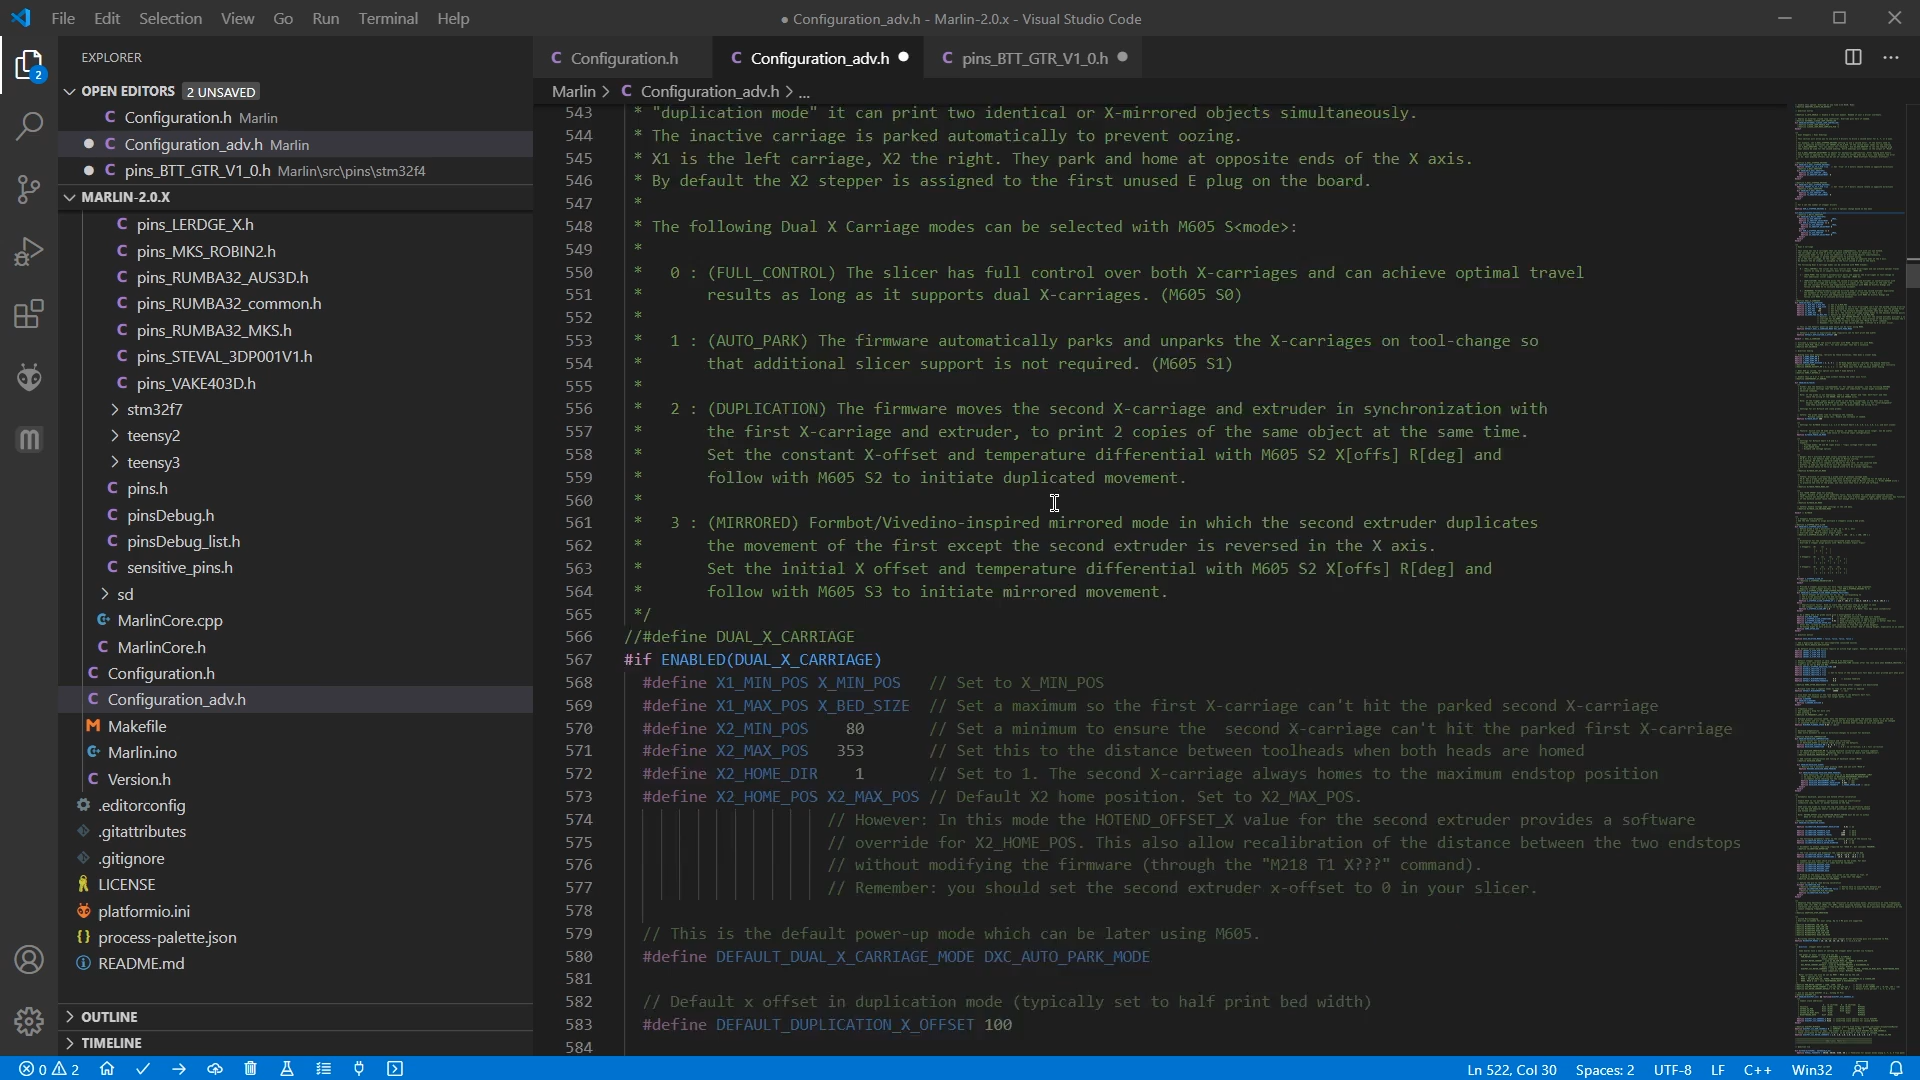 File Edit Selection View Go Run Terminal Help
● Configuration_adv.h - Marlin-2.0.x - Visual Studio Code
EXPLORER
OPEN EDITORS 2 UNSAVED
C Configuration.h Marlin
● C Configuration_adv.h Marlin
● C pins_BTT_GTR_V1_0.h Marlin\src\pins\stm32f4
MARLIN-2.0.X
C pins_LERDGE_X.h
C pins_MKS_ROBIN2.h
C pins_RUMBA32_AUS3D.h
C pins_RUMBA32_common.h
C pins_RUMBA32_MKS.h
C pins_STEVAL_3DP001V1.h
C pins_VAKE403D.h
stm32f7
teensy2
teensy3
C pins.h
C pinsDebug.h
C pinsDebug_list.h
C sensitive_pins.h
sd
MarlinCore.cpp
C MarlinCore.h
C Configuration.h
C Configuration_adv.h
M Makefile
Marlin.ino
C Version.h
.editorconfig
.gitattributes
.gitignore
LICENSE
platformio.ini
{} process-palette.json
README.md
OUTLINE
TIMELINE
2
C Configuration.h
C Configuration_adv.h ●
C pins_BTT_GTR_V1_0.h ●
Marlin > C Configuration_adv.h > ...
543 * "duplication mode" it can print two identical or X-mirrored objects simultaneously.
544 * The inactive carriage is parked automatically to prevent oozing.
545 * X1 is the left carriage, X2 the right. They park and home at opposite ends of the X axis.
546 * By default the X2 stepper is assigned to the first unused E plug on the board.
547 *
548 * The following Dual X Carriage modes can be selected with M605 S<mode>:
549 *
550 * 0 : (FULL_CONTROL) The slicer has full control over both X-carriages and can achieve optimal travel
551 * results as long as it supports dual X-carriages. (M605 S0)
552 *
553 * 1 : (AUTO_PARK) The firmware automatically parks and unparks the X-carriages on tool-change so
554 * that additional slicer support is not required. (M605 S1)
555 *
556 * 2 : (DUPLICATION) The firmware moves the second X-carriage and extruder in synchronization with
557 * the first X-carriage and extruder, to print 2 copies of the same object at the same time.
558 * Set the constant X-offset and temperature differential with M605 S2 X[offs] R[deg] and
559 * follow with M605 S2 to initiate duplicated movement.
560 *
561 * 3 : (MIRRORED) Formbot/Vivedino-inspired mirrored mode in which the second extruder duplicates
562 * the movement of the first except the second extruder is reversed in the X axis.
563 * Set the initial X offset and temperature differential with M605 S2 X[offs] R[deg] and
564 * follow with M605 S3 to initiate mirrored movement.
565 */
566 //#define DUAL_X_CARRIAGE
567 #if ENABLED(DUAL_X_CARRIAGE)
568 #define X1_MIN_POS X_MIN_POS // Set to X_MIN_POS
569 #define X1_MAX_POS X_BED_SIZE // Set a maximum so the first X-carriage can't hit the parked second X-carriage
570 #define X2_MIN_POS 80 // Set a minimum to ensure the second X-carriage can't hit the parked first X-carriage
571 #define X2_MAX_POS 353 // Set this to the distance between toolheads when both heads are homed
572 #define X2_HOME_DIR 1 // Set to 1. The second X-carriage always homes to the maximum endstop position
573 #define X2_HOME_POS X2_MAX_POS // Default X2 home position. Set to X2_MAX_POS.
574 // However: In this mode the HOTEND_OFFSET_X value for the second extruder provides a software
575 // override for X2_HOME_POS. This also allow recalibration of the distance between the two endstops
576 // without modifying the firmware (through the "M218 T1 X???" command).
577 // Remember: you should set the second extruder x-offset to 0 in your slicer.
578
579 // This is the default power-up mode which can be later using M605.
580 #define DEFAULT_DUAL_X_CARRIAGE_MODE DXC_AUTO_PARK_MODE
581
582 // Default x offset in duplication mode (typically set to half print bed width)
583 #define DEFAULT_DUPLICATION_X_OFFSET 100
584
0 2 Ln 522, Col 30 Spaces: 2 UTF-8 LF C++ Win32